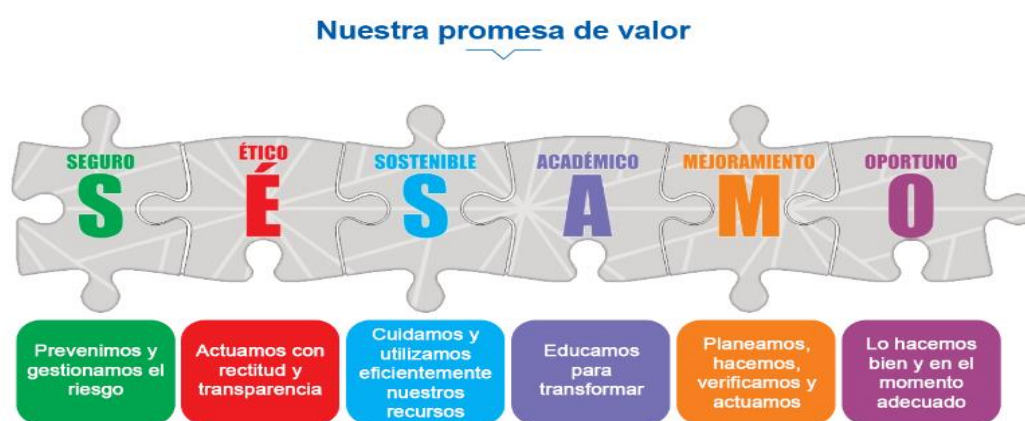 Nuestra promesa de valor
SEGURO
S
ÉTICO
É
SOSTENIBLE
S
ACADÉMICO
A
MEJORAMIENTO
M
OPORTUNO
O
Prevenimos y
gestionamos el
riesgo
Actuamos con
rectitud y
transparencia
Cuidamos y
utilizamos
eficientemente
nuestros
recursos
Educamos
para
transformar
Planeamos,
hacemos,
verificamos y
actuamos
Lo hacemos
bien y en el
momento
adecuado